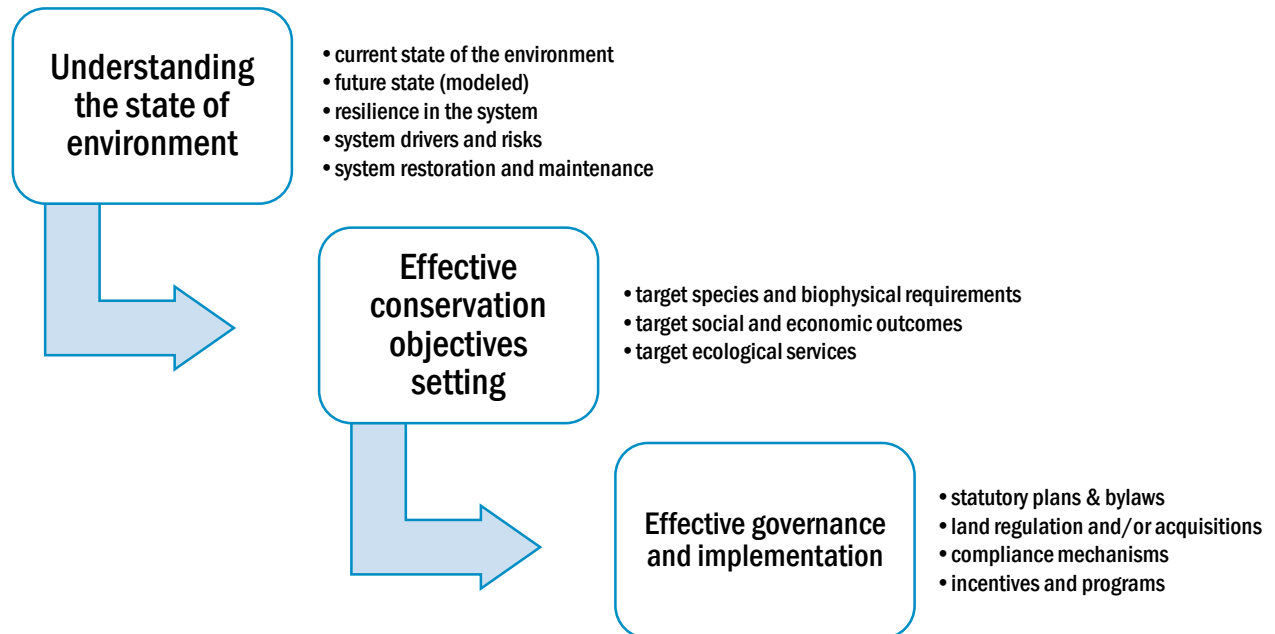 Understanding
the state of
environment
• current state of the environment
• future state (modeled)
• resilience in the system
• system drivers and risks
• system restoration and maintenance
Effective
conservation
objectives
setting
• target species and biophysical requirements
• target social and economic outcomes
• target ecological services
Effective governance
and implementation
• statutory plans & bylaws
• land regulation and/or acquisitions
• compliance mechanisms
• incentives and programs